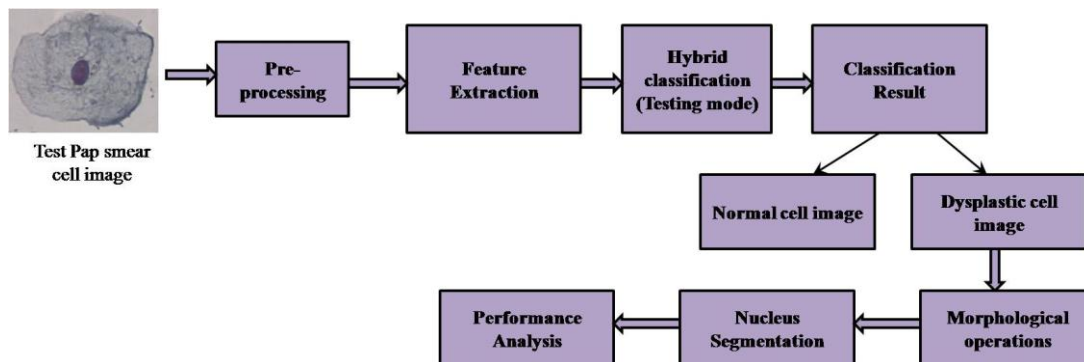 Test Pap smear
cell image
Pre-
processing
Feature
Extraction
Hybrid
classification
(Testing mode)
Classification
Result
Normal cell image
Dysplastic cell
image
Morphological
operations
Nucleus
Segmentation
Performance
Analysis